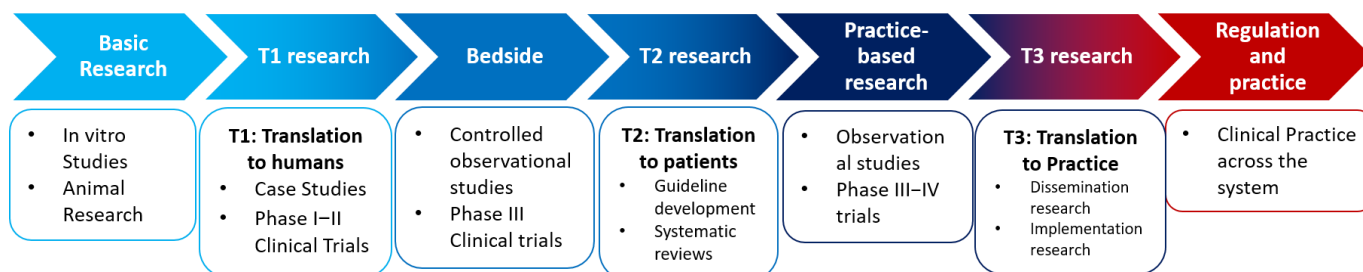 Basic
Research
T1 research
Bedside
T2 research
Practice-
based
research
T3 research
Regulation
and
practice
• In vitro
Studies
• Animal
Research
T1: Translation
to humans
• Case Studies
• Phase I–II
Clinical Trials
• Controlled
observational
studies
• Phase III
Clinical trials
T2: Translation
to patients
• Guideline
development
• Systematic
reviews
• Observation
al studies
• Phase III–IV
trials
T3: Translation
to Practice
• Dissemination
research
• Implementation
research
• Clinical Practice
across the
system